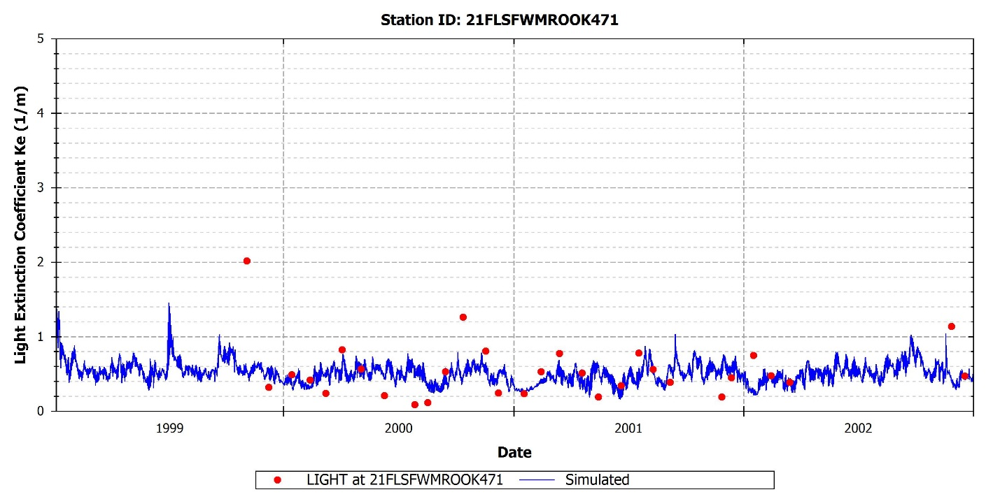 Station ID: 21FLSFWMROOK471
Light Extinction Coefficient Ke (1/m)
5
4
3
2
1
0
1999 2000 2001 2002
Date
LIGHT at 21FLSFWMROOK471 Simulated